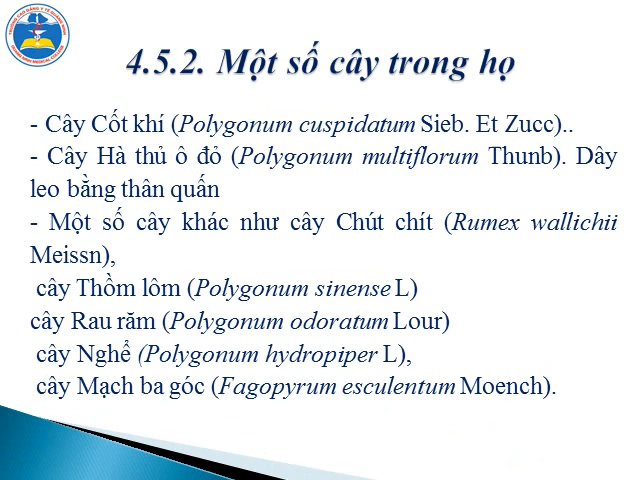 4.5.2. Một số cây trong họ
- Cây Cốt khí (Polygonum cuspidatum Sieb. Et Zucc)..
- Cây Hà thủ ô đỏ (Polygonum multiflorum Thunb). Dây
leo bằng thân quấn
- Một số cây khác như cây Chút chít (Rumex wallichii
Meissn),
cây Thồm lôm (Polygonum sinense L)
cây Rau răm (Polygonum odoratum Lour)
cây Nghể (Polygonum hydropiper L),
cây Mạch ba góc (Fagopyrum esculentum Moench).